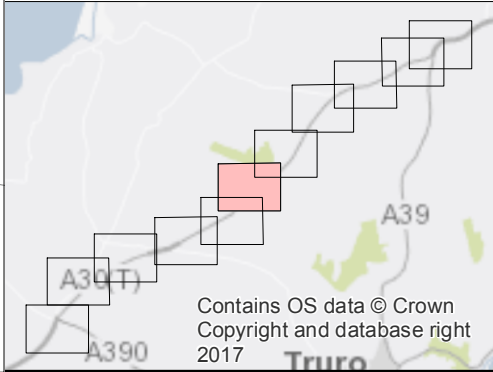 A39
A30(T)
Contains OS data © Crown
Copyright and database right
2017
A390
Truro